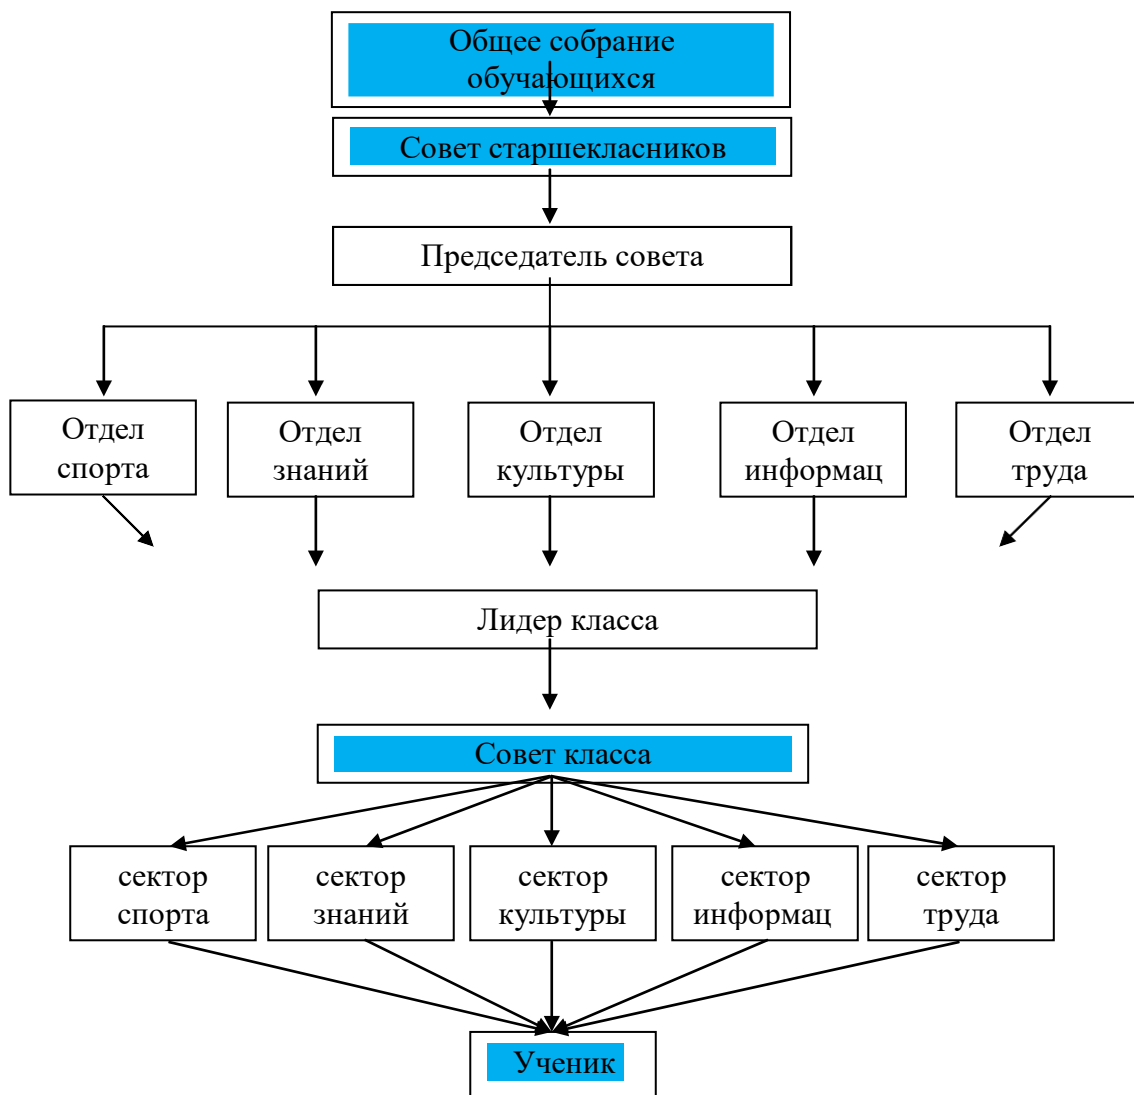 Общее собрание
обучающихся
Совет старшекласников
Председатель совета
Отдел
спорта
Отдел
знаний
Отдел
культуры
Отдел
информац
Отдел
труда
Лидер класса
Совет класса
сектор
спорта
сектор
знаний
сектор
культуры
сектор
информац
сектор
труда
Ученик